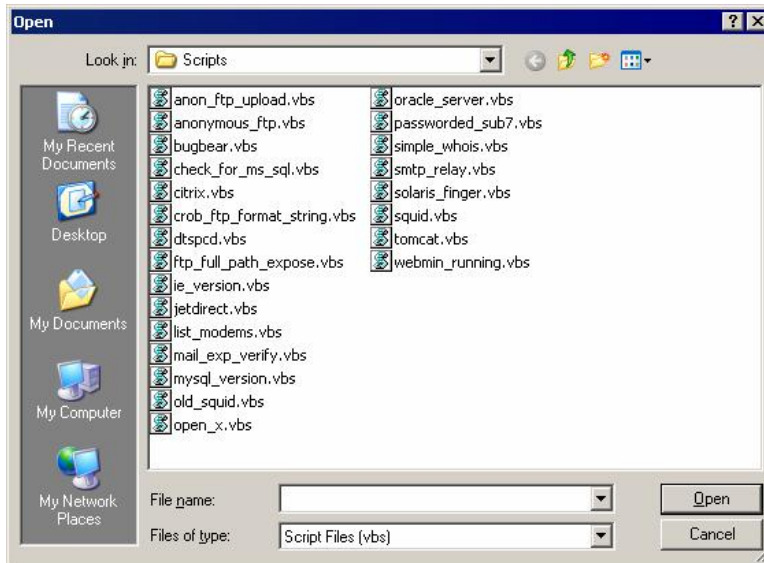 Open
Look in: Scripts
My Recent
Documents
Desktop
My Documents
My Computer
My Network
Places
anon_ftp_upload.vbs
anonymous_ftp.vbs
bugbear.vbs
check_for_ms_sql.vbs
citrix.vbs
crob_ftp_format_string.vbs
dtspcd.vbs
ftp_full_path_expose.vbs
ie_version.vbs
jetdirect.vbs
list_modems.vbs
mail_exp_verify.vbs
mysql_version.vbs
old_squid.vbs
open_x.vbs
oracle_server.vbs
passworded_sub7.vbs
simple_whois.vbs
smtp_relay.vbs
solaris_finger.vbs
squid.vbs
tomcat.vbs
webmin_running.vbs
File name:
Open
Files of type: Script Files (vbs)
Cancel